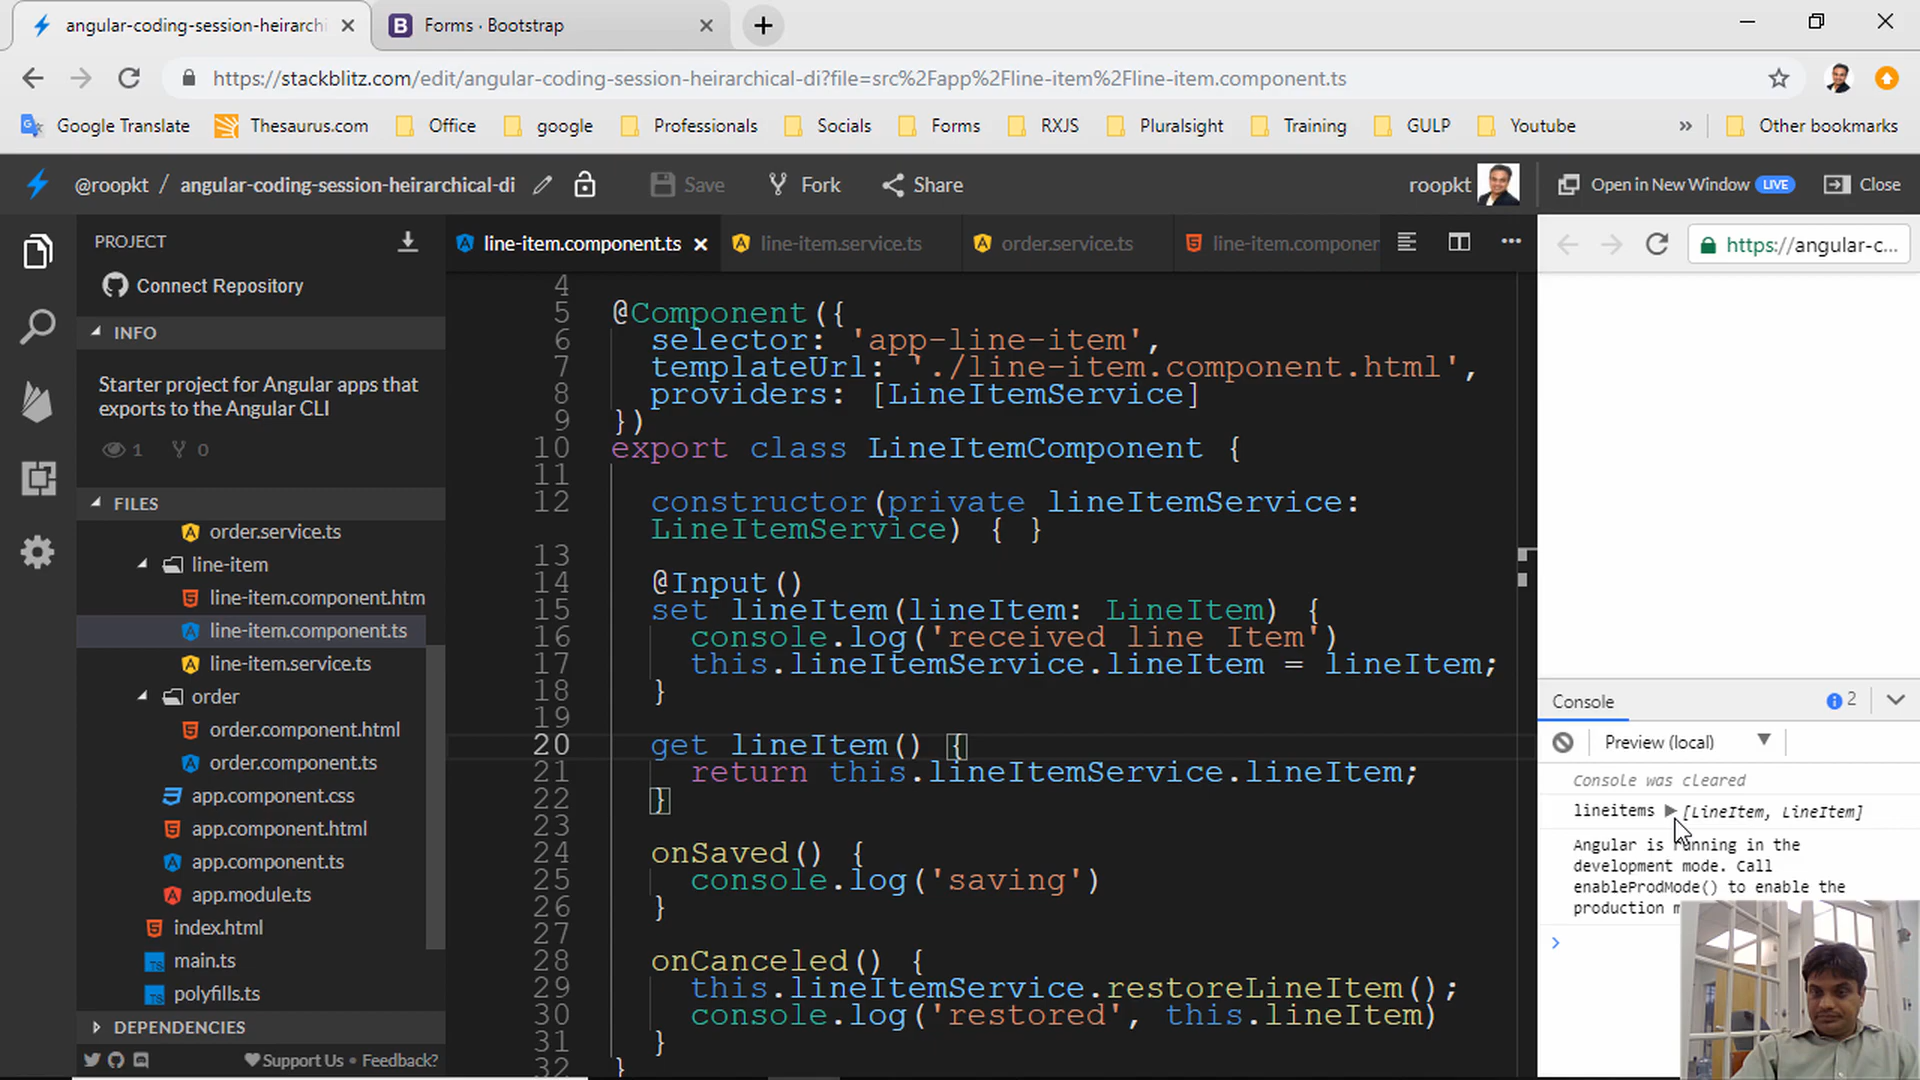 angular-coding-session-heirarchi
Forms · Bootstrap
https://stackblitz.com/edit/angular-coding-session-heirarchical-di?file=src%2Fapp%2Fline-item%2Fline-item.component.ts
Google Translate
Thesaurus.com
Office
google
Professionals
Socials
Forms
RXJS
Pluralsight
Training
GULP
Youtube
»
Other bookmarks
@roopkt / angular-coding-session-heirarchical-di
Save
Fork
Share
roopkt
Open in New Window LIVE
Close
PROJECT
Connect Repository
INFO
Starter project for Angular apps that
exports to the Angular CLI
1
0
FILES
order.service.ts
line-item
line-item.component.htm
line-item.component.ts
line-item.service.ts
order
order.component.html
order.component.ts
app.component.css
app.component.html
app.component.ts
app.module.ts
index.html
main.ts
polyfills.ts
DEPENDENCIES
Support Us • Feedback?
line-item.component.ts
line-item.service.ts
order.service.ts
line-item.componer
4
5 @Component({
6 selector: 'app-line-item',
7 templateUrl: './line-item.component.html',
8 providers: [LineItemService]
9 })
10 export class LineItemComponent {
11
12 constructor(private lineItemService:
LineItemService) { }
13
14 @Input()
15 set lineItem(lineItem: LineItem) {
16 console.log('received line Item')
17 this.lineItemService.lineItem = lineItem;
18 }
19
20 get lineItem() {
21 return this.lineItemService.lineItem;
22 }
23
24 onSaved() {
25 console.log('saving')
26 }
27
28 onCanceled() {
29 this.lineItemService.restoreLineItem();
30 console.log('restored', this.lineItem)
31 }
32 }
https://angular-c...
Console
2
Preview (local)
Console was cleared
lineitems ▶ [LineItem, LineItem]
Angular is running in the
development mode. Call
enableProdMode() to enable the
production